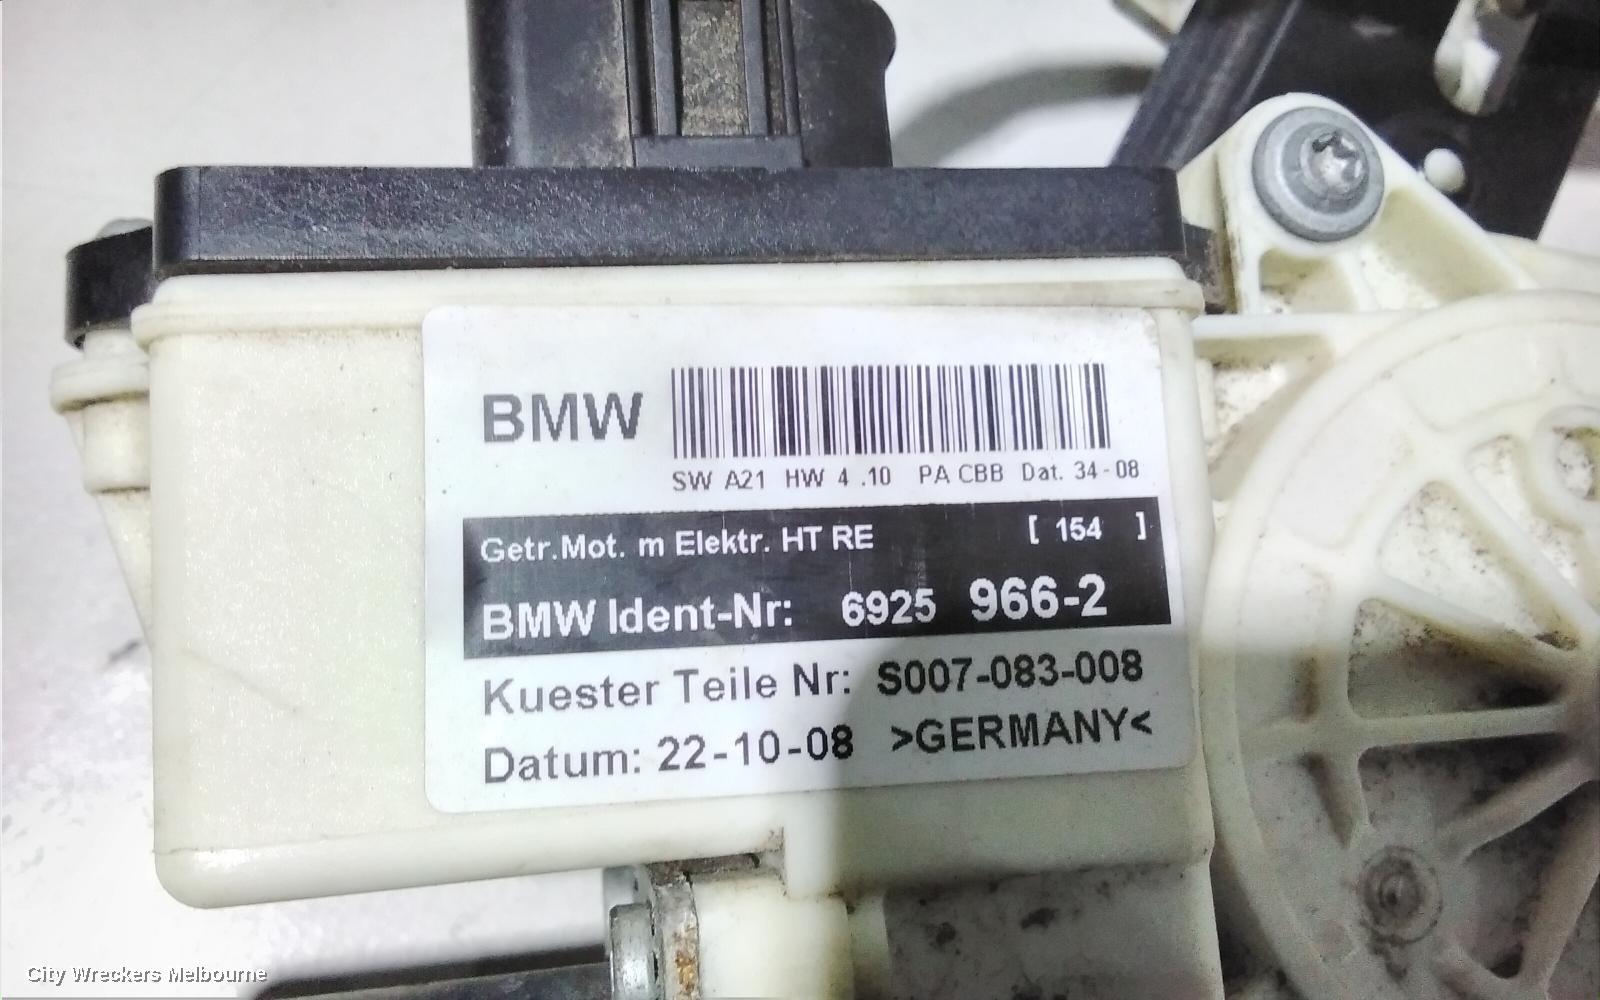 BMW
SW A21 HW 4 .10 PA CBB Dat. 34-08
Getr.Mot. m Elektr. HT RE [ 154 ]
BMW Ident-Nr: 6925 966-2
Kuester Teile Nr: S007-083-008
Datum: 22-10-08 >GERMANY<
City Wreckers Melbourne